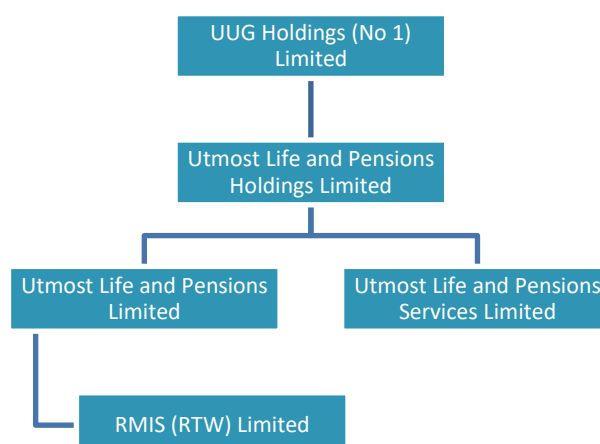 UUG Holdings (No 1)
Limited
Utmost Life and Pensions
Holdings Limited
Utmost Life and Pensions
Limited
Utmost Life and Pensions
Services Limited
RMIS (RTW) Limited